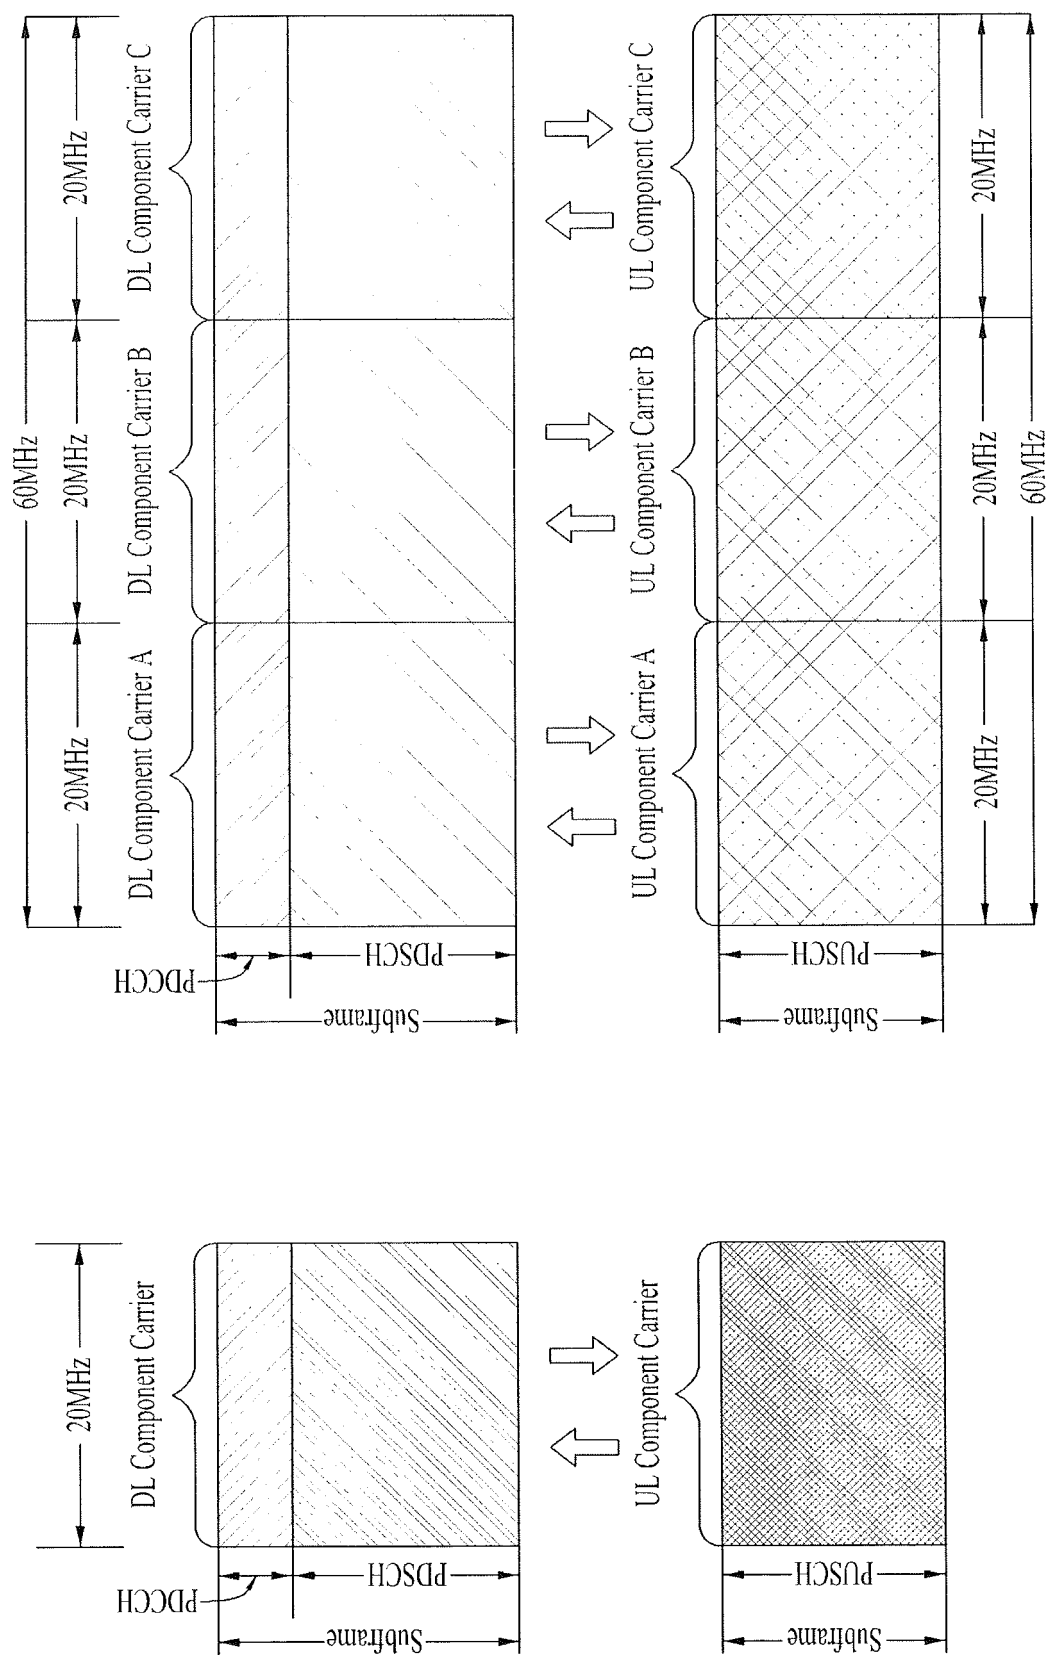 20MHz
DL Component Carrier
PDCCH
PDSCH
Subframe
UL Component Carrier
PUSCH
Subframe
60MHz
20MHz
20MHz
20MHz
DL Component Carrier A
DL Component Carrier B
DL Component Carrier C
PDCCH
PDSCH
Subframe
UL Component Carrier A
UL Component Carrier B
UL Component Carrier C
PUSCH
Subframe
20MHz
20MHz
20MHz
60MHz